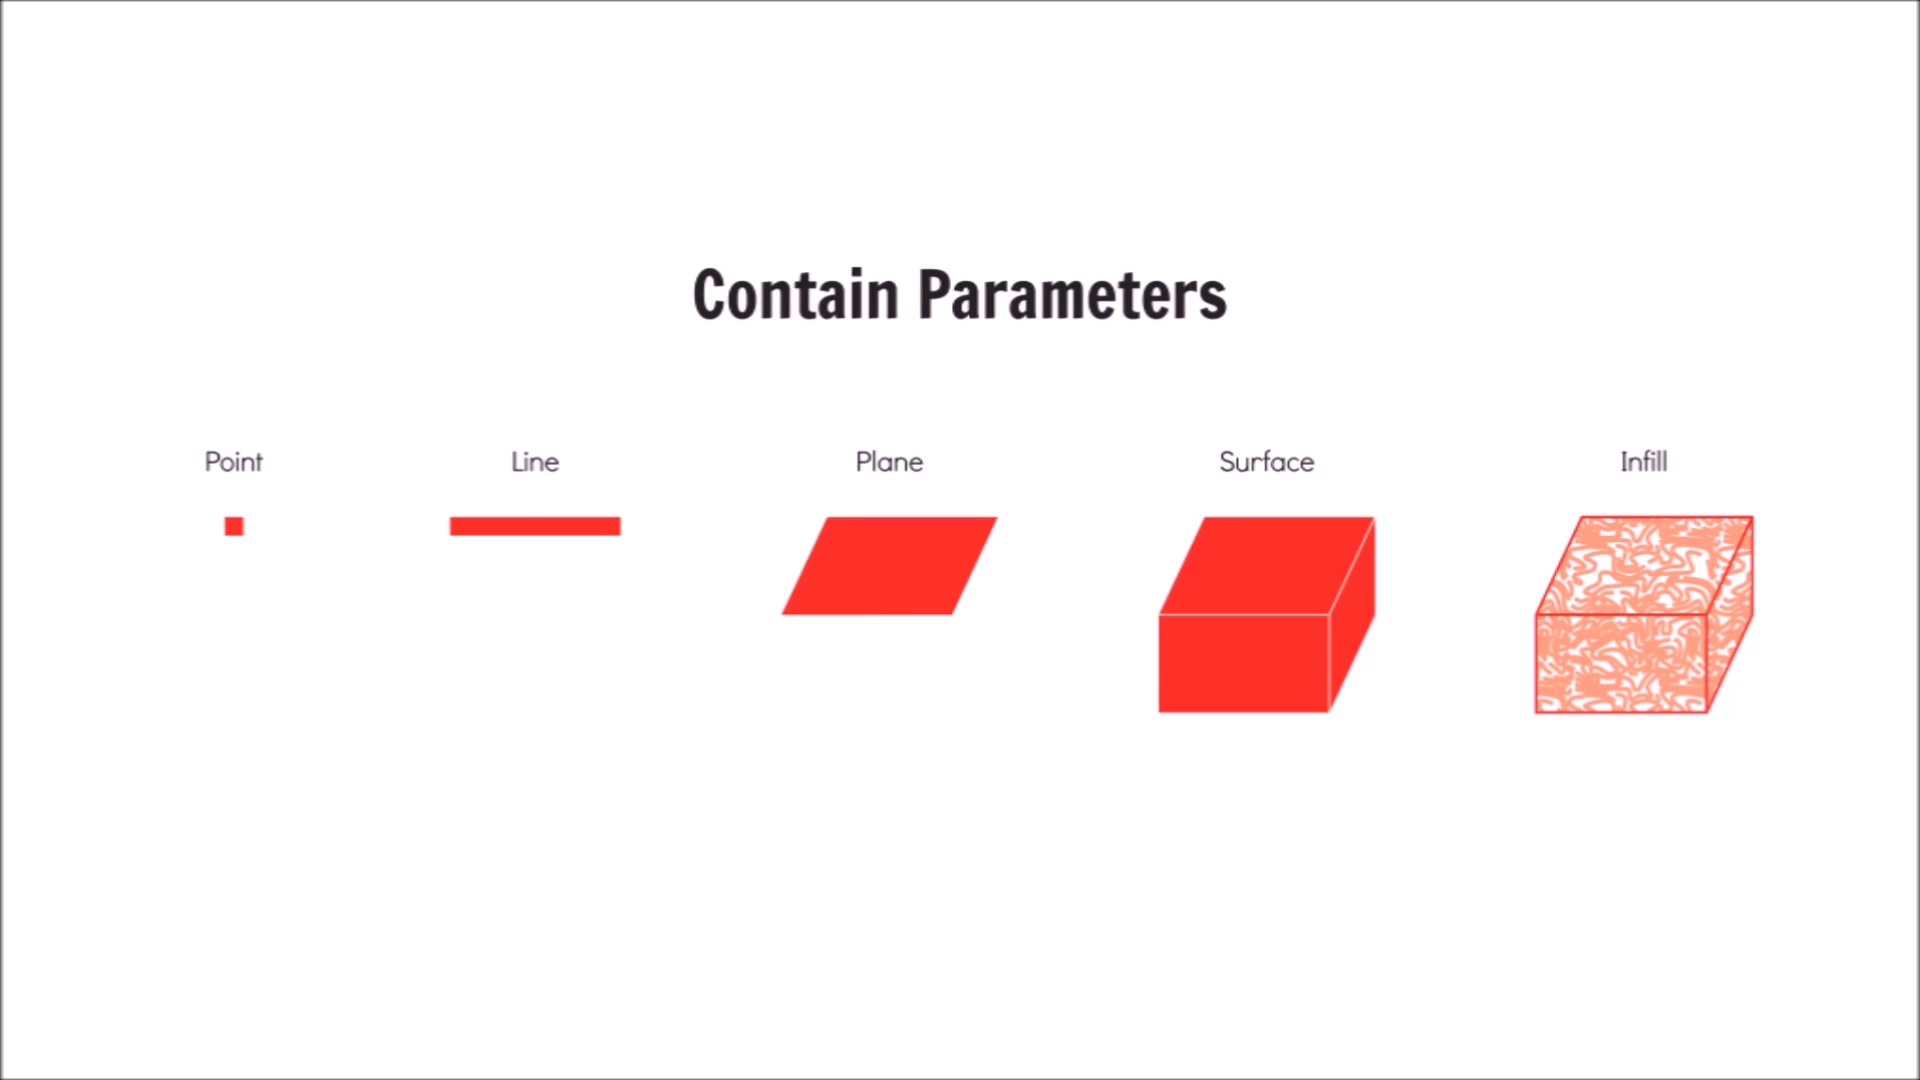 Contain Parameters
Point
Line
Plane
Surface
Infill